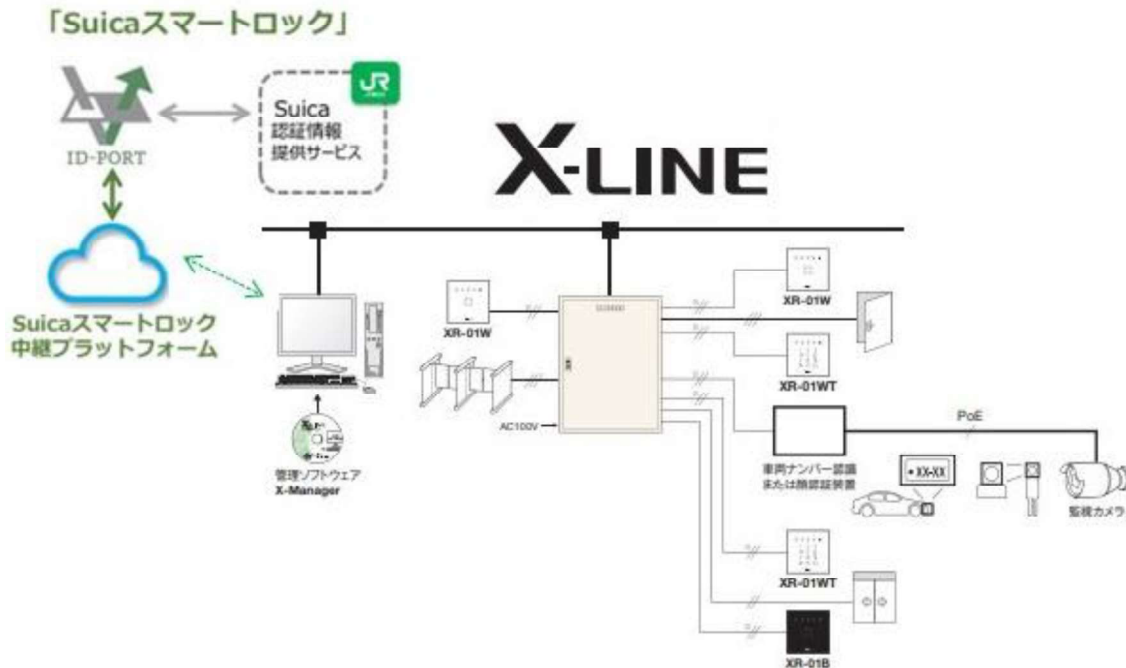 「Suicaスマートロック」
ID-PORT
JR
Suica
認証情報
提供サービス
X-LINE
Suicaスマートロック
中継プラットフォーム
管理ソフトウェア
X-Manager
XR-01W
AC100V
XR-01W
XR-01WT
PoE
車両ナンバー認識
または顔認証装置
XX-XX
監視カメラ
XR-01WT
XR-01B